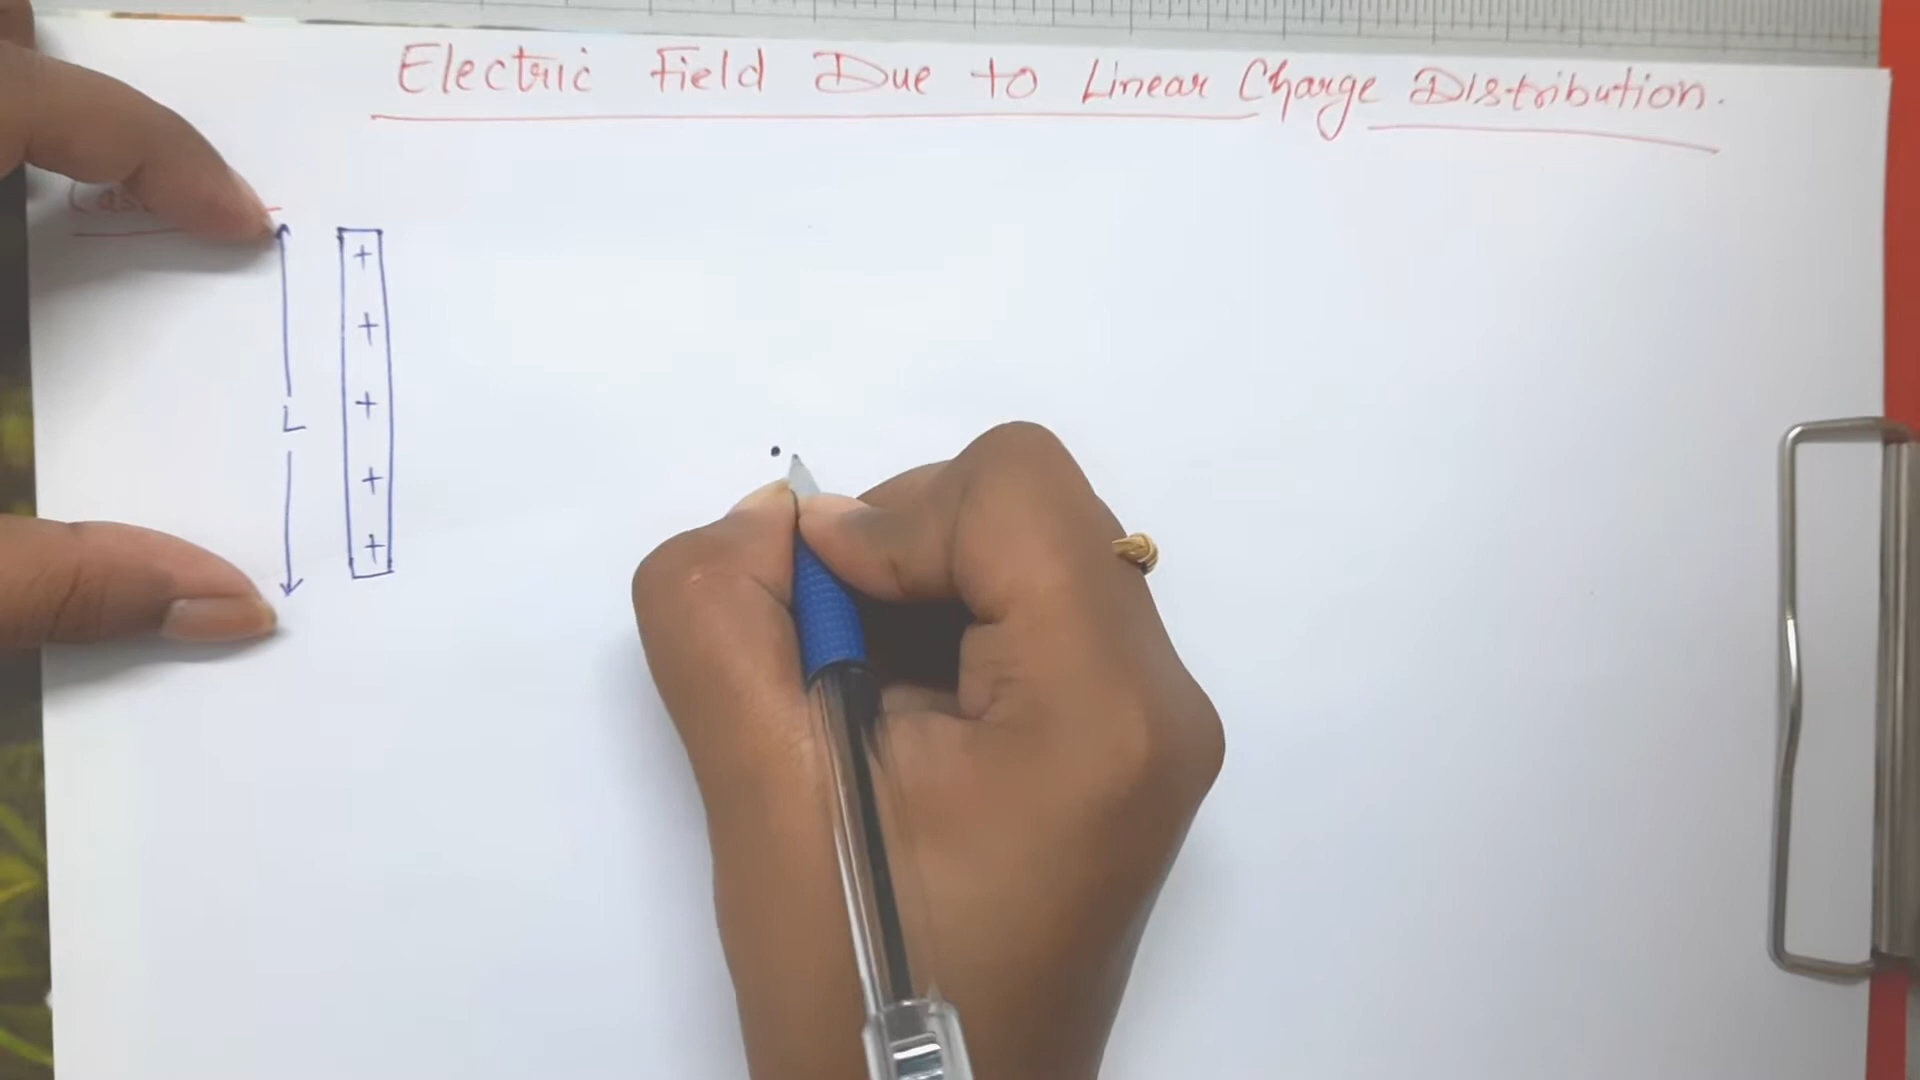 Electric Field Due to Linear Charge Distribution.
+
+
L
+
+
+